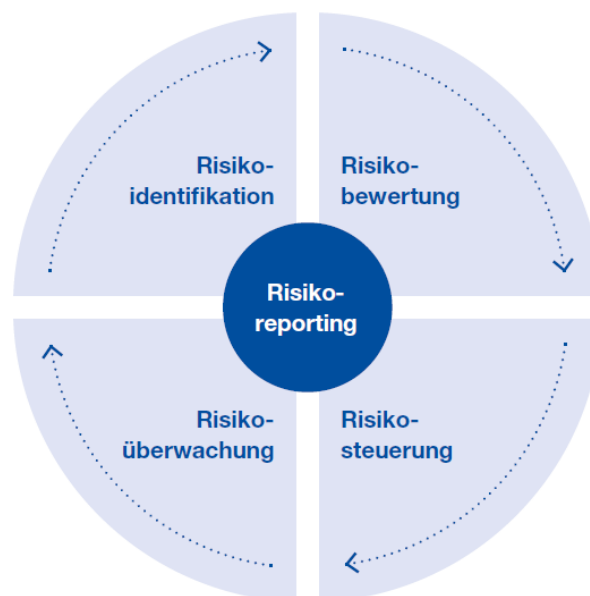 Risiko-
identifikation
Risiko-
bewertung
Risiko-
reporting
Risiko-
überwachung
Risiko-
steuerung